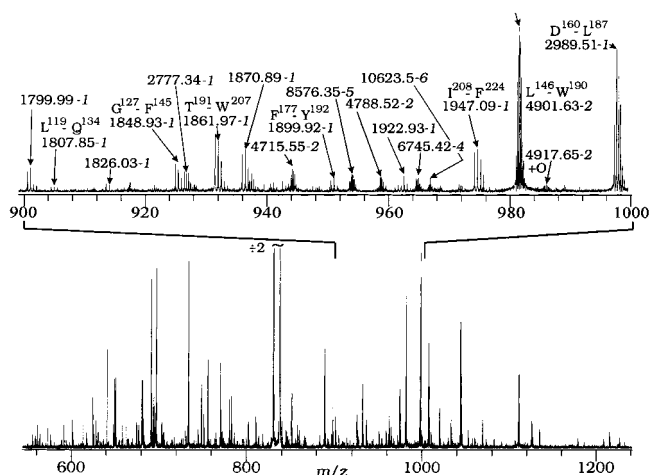 D¹⁶⁰- L¹⁸⁷
2989.51-1
1799.99-1
2777.34-1
1870.89-1
10623.5-6
L¹¹⁹- Q¹³⁴
1807.85-1
G¹²⁷- F¹⁴⁵
1848.93-1
T¹⁹¹- W²⁰⁷
1861.97-1
8576.35-5
F¹⁷⁷- Y¹⁹²
1899.92-1
4788.52-2
I²⁰⁸- F²²⁴
1947.09-1
L¹⁴⁶- W¹⁹⁰
4901.63-2
1826.03-1
4715.55-2
1922.93-1
6745.42-4
4917.65-2
+O
900 920 940 960 980 1000
÷2
600 800 1000 1200
m/z